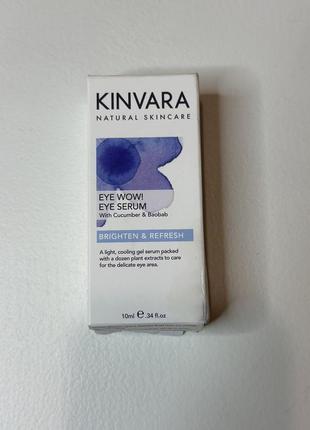 KINVARA
NATURAL SKINCARE
EYE WOW!
EYE SERUM
With Cucumber & Baobab
BRIGHTEN & REFRESH
A light, cooling gel serum packed
with a dozen plant extracts to care
for the delicate eye area.
10ml e .34 fl.oz